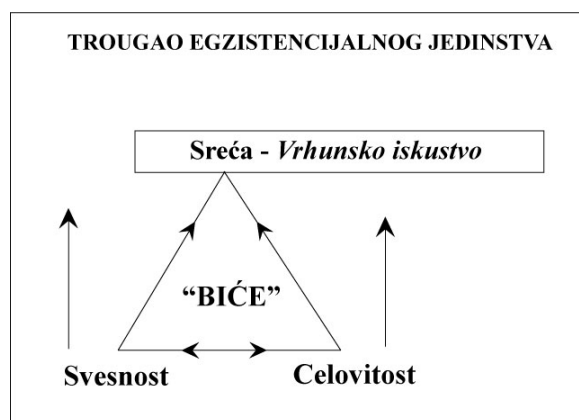 TROUGAO EGZISTENCIJALNOG JEDINSTVA
Sreća - Vrhunsko iskustvo
“BIĆE”
Svesnost Celovitost